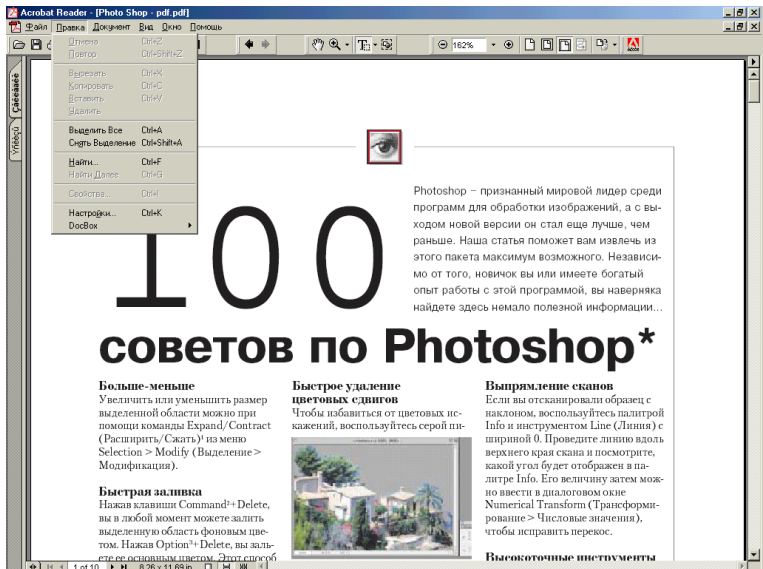 Acrobat Reader - [Photo Shop - pdf.pdf]
Файл Правка Документ Вид Окно Помощь
162%
Отмена Ctrl+Z
Повтор Ctrl+Shift+Z
Вырезать Ctrl+X
Копировать Ctrl+C
Вставить Ctrl+V
Удалить
Выделить Все Ctrl+A
Снять Выделение Ctrl+Shift+A
Найти... Ctrl+F
Найти Далее Ctrl+G
Свойства... Ctrl+I
Настройки... Ctrl+K
DocBox
100
Photoshop – признанный мировой лидер среди
программ для обработки изображений, а с вы-
ходом новой версии он стал еще лучше, чем
раньше. Наша статья поможет вам извлечь из
этого пакета максимум возможного. Независи-
мо от того, новичок вы или имеете богатый
опыт работы с этой программой, вы наверняка
найдете здесь немало полезной информации...
советов по Photoshop*
Больше-меньше
Увеличить или уменьшить размер
выделенной области можно при
помощи команды Expand/Contract
(Расширить/Сжать)¹ из меню
Selection > Modify (Выделение >
Модификация).
Быстрая заливка
Нажав клавиши Command²+Delete,
вы в любой момент можете залить
выделенную область фоновым цве-
том. Нажав Option³+Delete, вы заль-
ете ее основным цветом. Этот способ
Быстрое удаление
цветовых сдвигов
Чтобы избавиться от цветовых ис-
кажений, воспользуйтесь серой пи-
Выпрямление сканов
Если вы отсканировали образец с
наклоном, воспользуйтесь палитрой
Info и инструментом Line (Линия) с
шириной 0. Проведите линию вдоль
верхнего края скана и посмотрите,
какой угол будет отображен в па-
литре Info. Его величину затем мож-
но ввести в диалоговом окне
Numerical Transform (Трансформи-
рование > Числовые значения),
чтобы исправить перекос.
Высокоточные инструменты
1 of 10 8,26 x 11,69 in